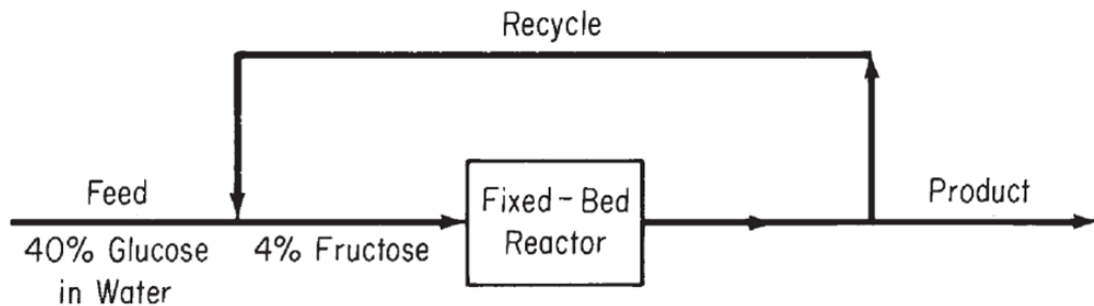 Recycle
Feed
40% Glucose
in Water
4% Fructose
Fixed-Bed
Reactor
Product